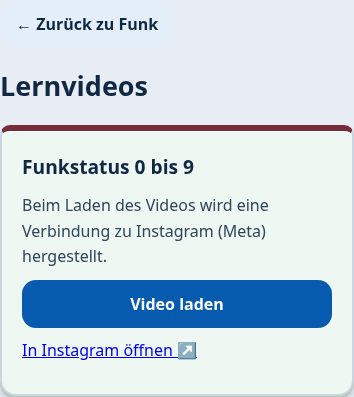 ← Zurück zu Funk
Lernvideos
Funkstatus 0 bis 9
Beim Laden des Videos wird eine
Verbindung zu Instagram (Meta)
hergestellt.
Video laden
In Instagram öffnen ↗